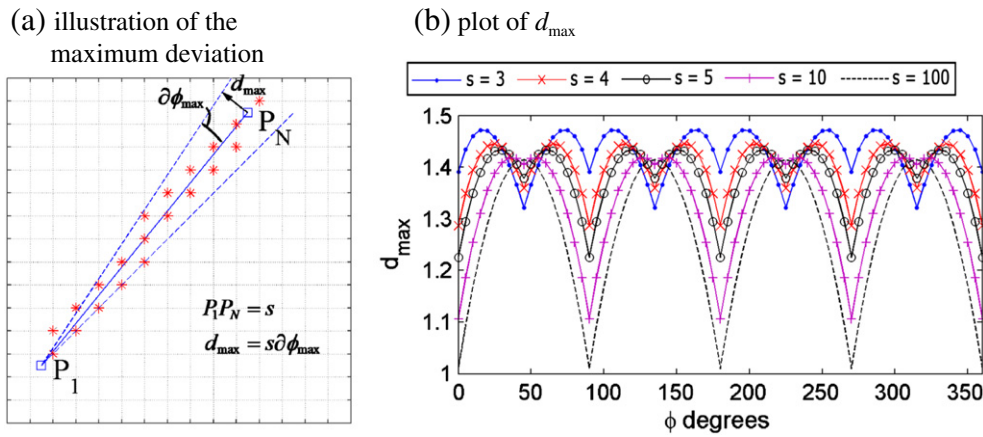 (a) illustration of the
maximum deviation
∂ϕmax
dmax
PN
P1
P1PN = s
dmax = s∂ϕmax
(b) plot of dmax
s = 3 s = 4 s = 5 s = 10 s = 100
1.5
1.4
1.3
1.2
1.1
1
dmax
0 50 100 150 200 250 300 350
ϕ degrees